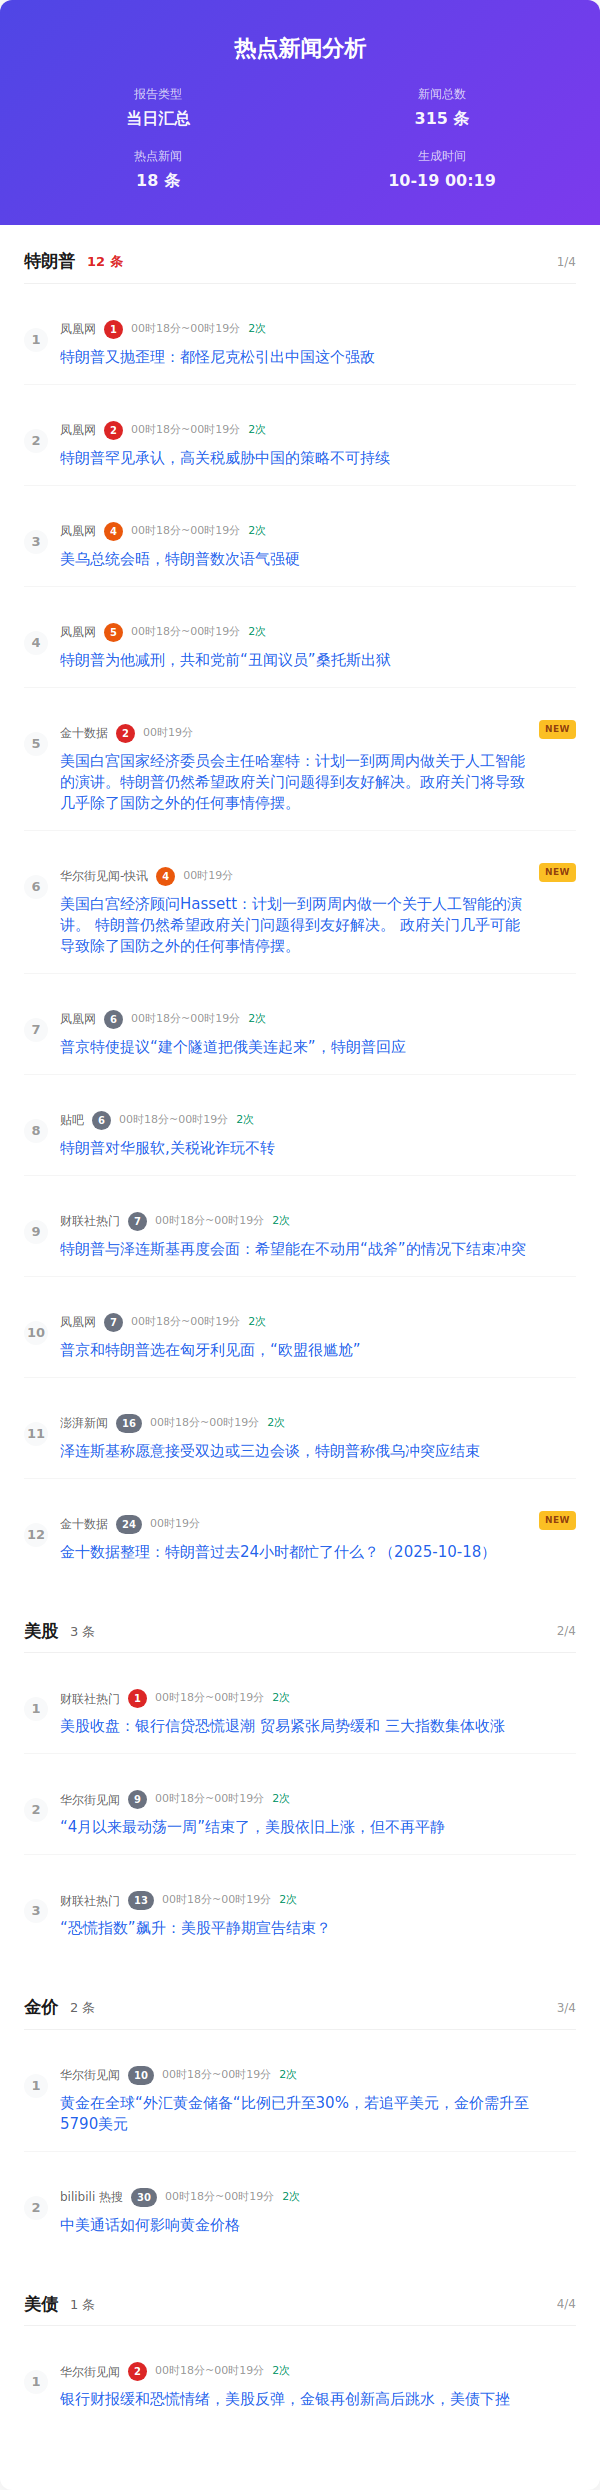 热点新闻分析
报告类型
当日汇总
新闻总数
315 条
热点新闻
18 条
生成时间
10-19 00:19
特朗普 12 条 1/4
1 凤凰网 1 00时18分~00时19分 2次
特朗普又抛歪理：都怪尼克松引出中国这个强敌
2 凤凰网 2 00时18分~00时19分 2次
特朗普罕见承认，高关税威胁中国的策略不可持续
3 凤凰网 4 00时18分~00时19分 2次
美乌总统会晤，特朗普数次语气强硬
4 凤凰网 5 00时18分~00时19分 2次
特朗普为他减刑，共和党前“丑闻议员”桑托斯出狱
5 金十数据 2 00时19分 NEW
美国白宫国家经济委员会主任哈塞特：计划一到两周内做关于人工智能
的演讲。特朗普仍然希望政府关门问题得到友好解决。政府关门将导致
几乎除了国防之外的任何事情停摆。
6 华尔街见闻-快讯 4 00时19分 NEW
美国白宫经济顾问Hassett：计划一到两周内做一个关于人工智能的演
讲。 特朗普仍然希望政府关门问题得到友好解决。 政府关门几乎可能
导致除了国防之外的任何事情停摆。
7 凤凰网 6 00时18分~00时19分 2次
普京特使提议“建个隧道把俄美连起来”，特朗普回应
8 贴吧 6 00时18分~00时19分 2次
特朗普对华服软,关税讹诈玩不转
9 财联社热门 7 00时18分~00时19分 2次
特朗普与泽连斯基再度会面：希望能在不动用“战斧”的情况下结束冲突
10 凤凰网 7 00时18分~00时19分 2次
普京和特朗普选在匈牙利见面，“欧盟很尴尬”
11 澎湃新闻 16 00时18分~00时19分 2次
泽连斯基称愿意接受双边或三边会谈，特朗普称俄乌冲突应结束
12 金十数据 24 00时19分 NEW
金十数据整理：特朗普过去24小时都忙了什么？（2025-10-18）
美股 3 条 2/4
1 财联社热门 1 00时18分~00时19分 2次
美股收盘：银行信贷恐慌退潮 贸易紧张局势缓和 三大指数集体收涨
2 华尔街见闻 9 00时18分~00时19分 2次
“4月以来最动荡一周”结束了，美股依旧上涨，但不再平静
3 财联社热门 13 00时18分~00时19分 2次
“恐慌指数”飙升：美股平静期宣告结束？
金价 2 条 3/4
1 华尔街见闻 10 00时18分~00时19分 2次
黄金在全球“外汇黄金储备“比例已升至30%，若追平美元，金价需升至
5790美元
2 bilibili 热搜 30 00时18分~00时19分 2次
中美通话如何影响黄金价格
美债 1 条 4/4
1 华尔街见闻 2 00时18分~00时19分 2次
银行财报缓和恐慌情绪，美股反弹，金银再创新高后跳水，美债下挫